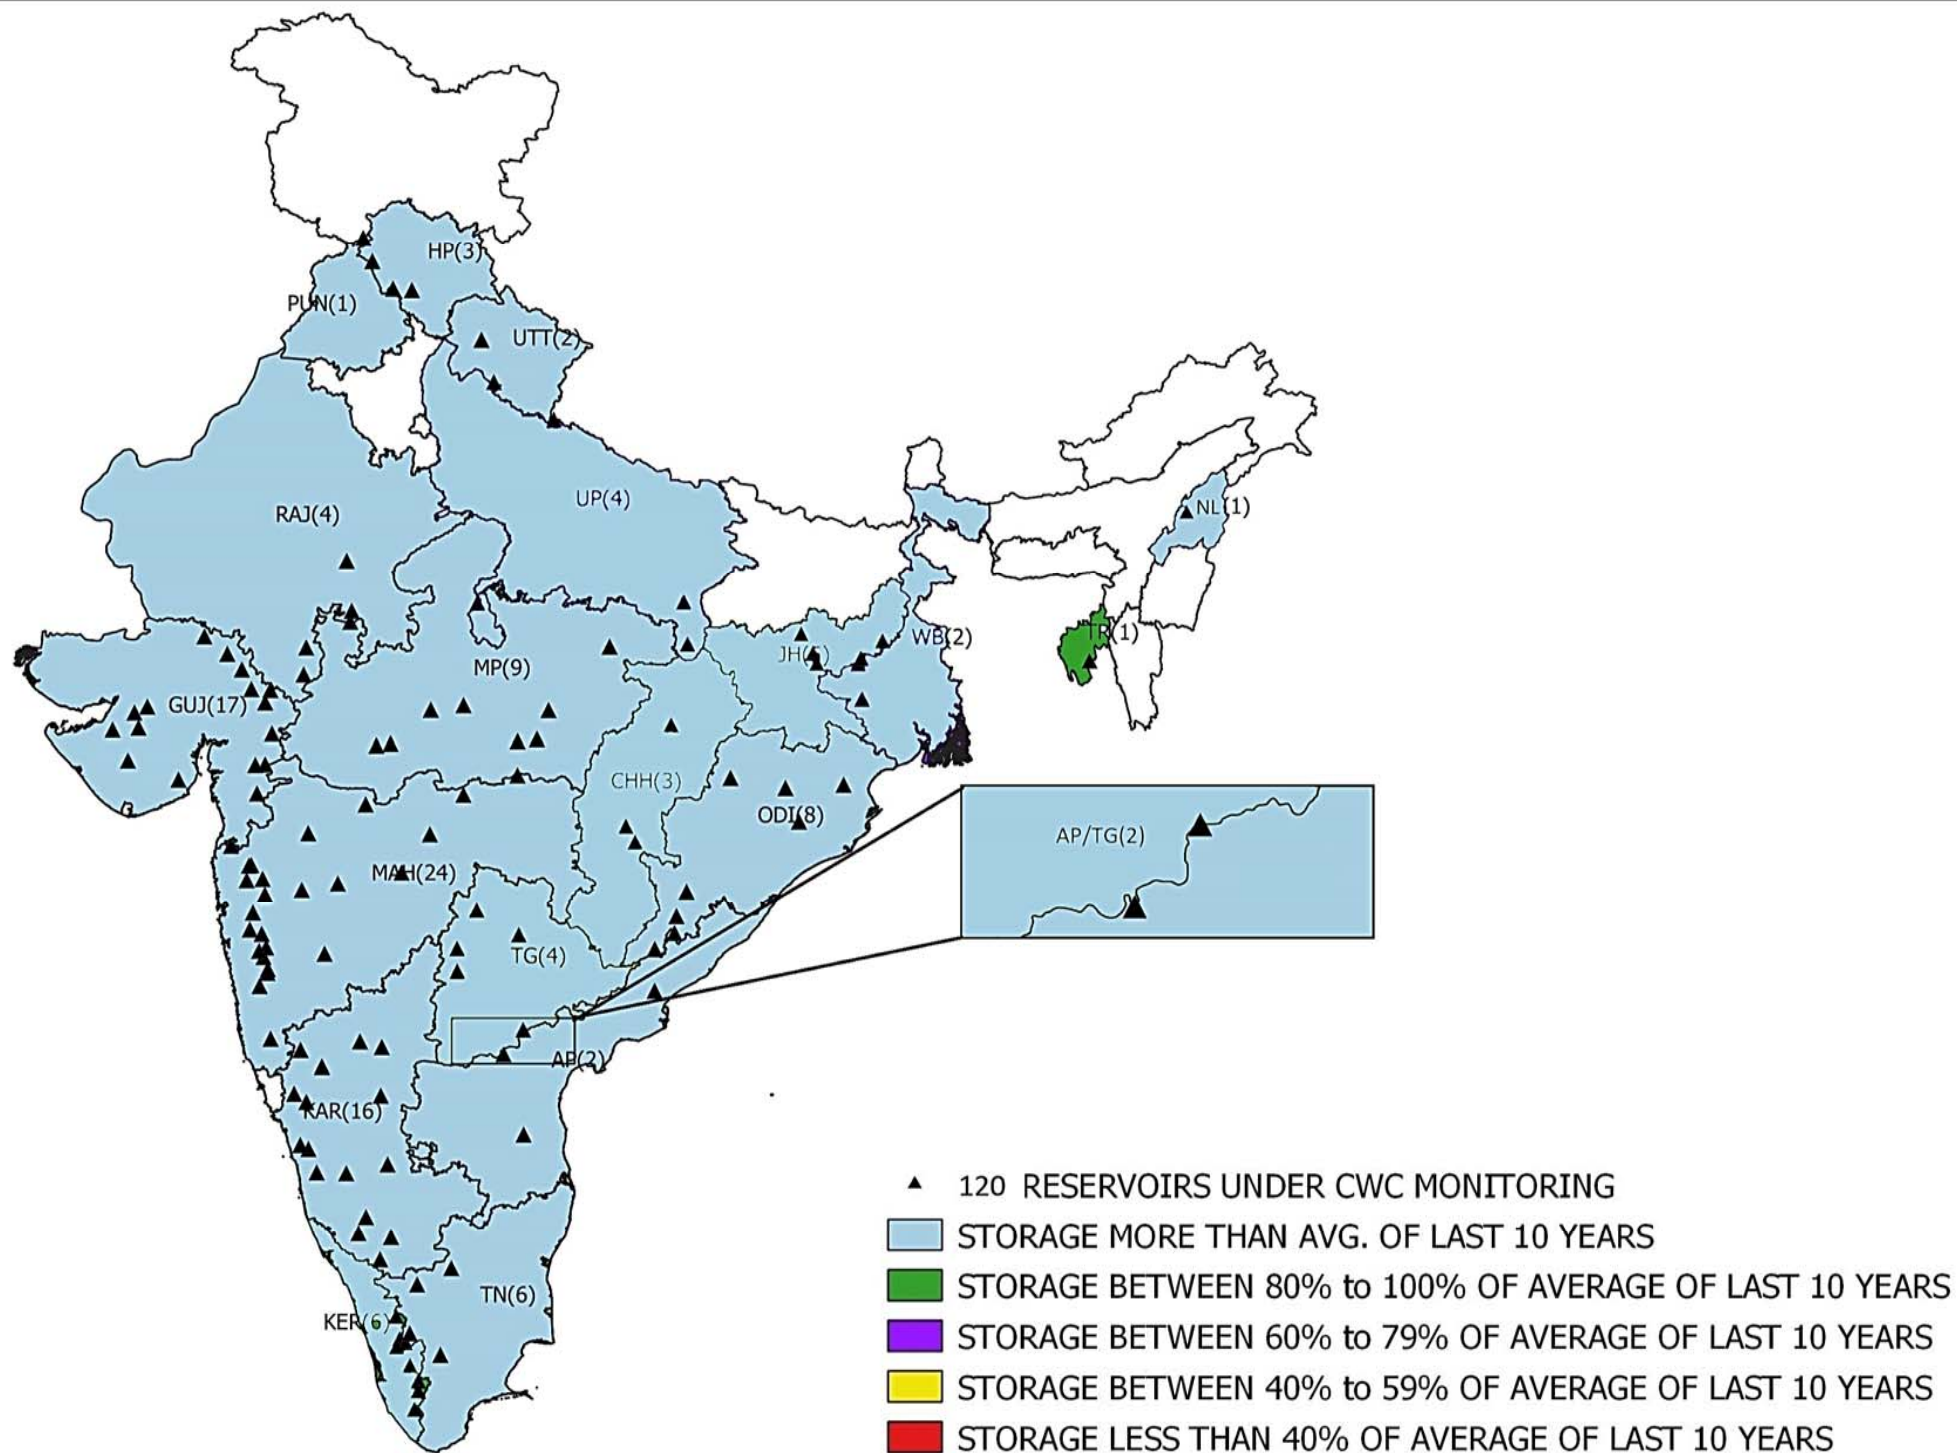 HP(3)
PUN(1)
UTT(2)
RAJ(4)
UP(4)
NL(1)
TR(1)
WB(2)
JH(5)
MP(9)
GUJ(17)
CHH(3)
ODI(8)
AP/TG(2)
MAH(24)
TG(4)
AP(2)
KAR(16)
TN(6)
KER(6)
120 RESERVOIRS UNDER CWC MONITORING
STORAGE MORE THAN AVG. OF LAST 10 YEARS
STORAGE BETWEEN 80% to 100% OF AVERAGE OF LAST 10 YEARS
STORAGE BETWEEN 60% to 79% OF AVERAGE OF LAST 10 YEARS
STORAGE BETWEEN 40% to 59% OF AVERAGE OF LAST 10 YEARS
STORAGE LESS THAN 40% OF AVERAGE OF LAST 10 YEARS